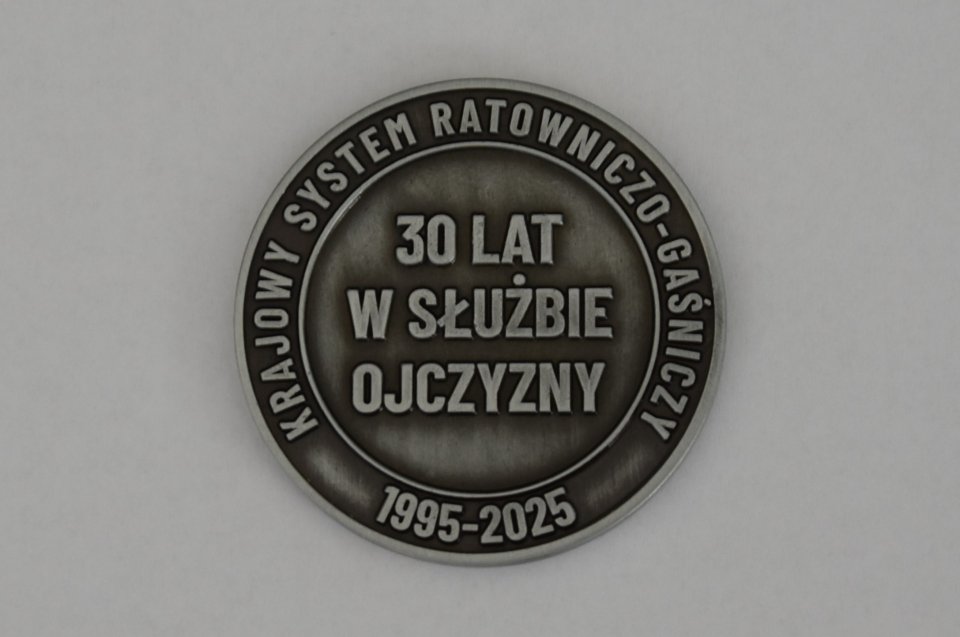 KRAJOWY SYSTEM RATOWNICZO-GAŚNICZY
30 LAT
W SŁUŻBIE
OJCZYZNY
1995-2025